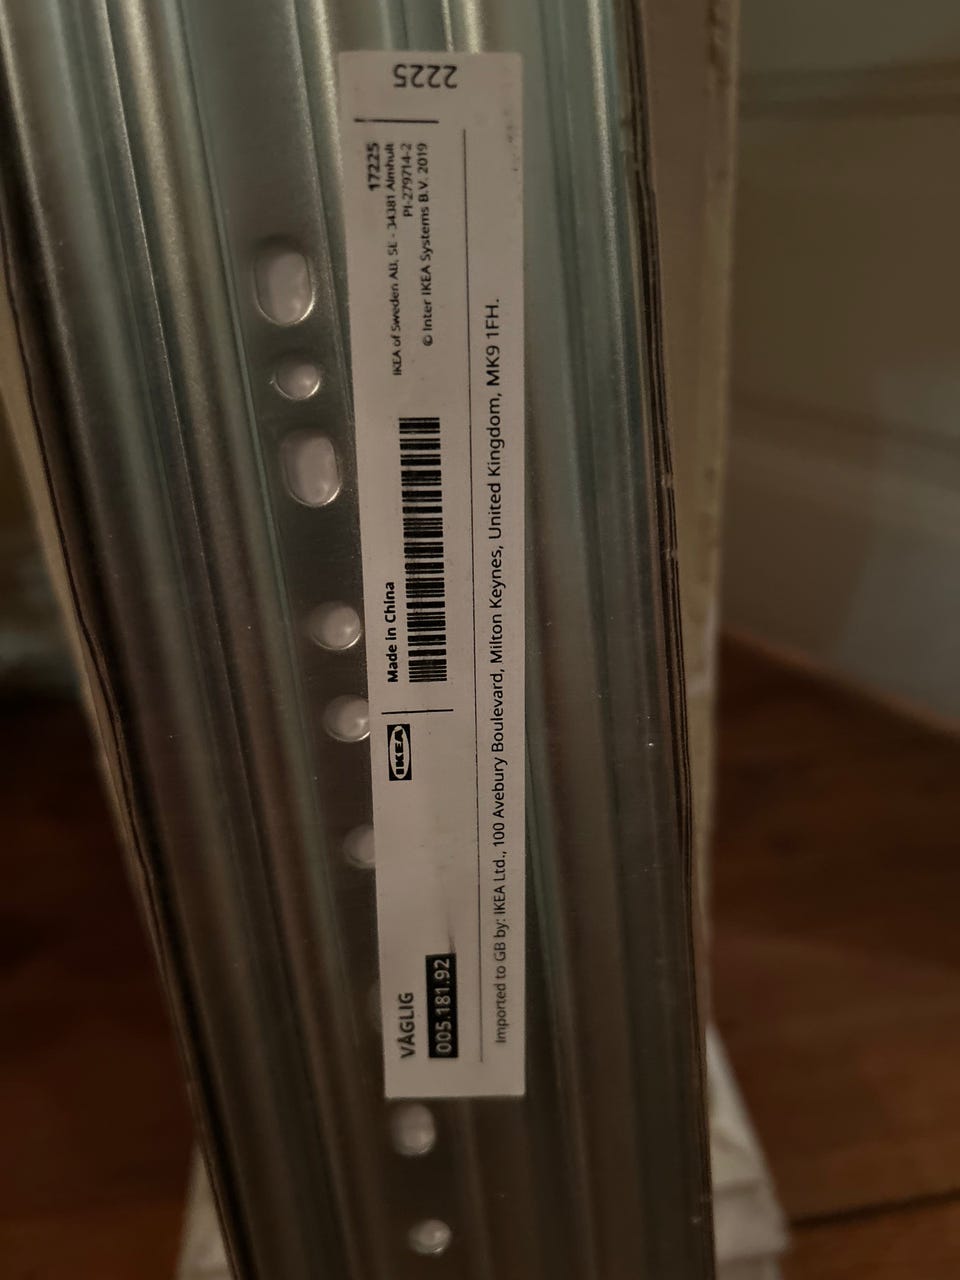 VÅGLIG
005.181.92
IKEA
Made in China
17225
IKEA of Sweden AB, SE - 34381 Älmhult
PI-279714-2
© Inter IKEA Systems B.V. 2019
2225
Imported to GB by: IKEA Ltd., 100 Avebury Boulevard, Milton Keynes, United Kingdom, MK9 1FH.